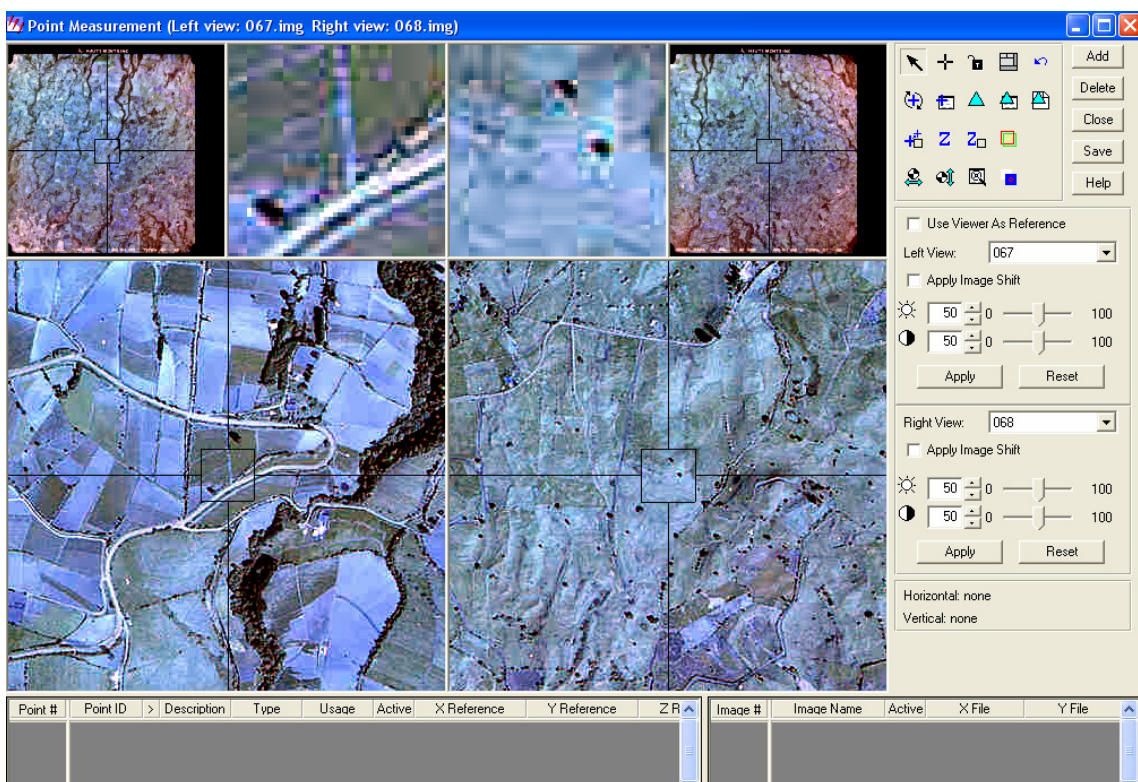 Point Measurement (Left view: 067.img Right view: 068.img)
Add
Delete
Close
Save
Help
Use Viewer As Reference
Left View: 067
Apply Image Shift
50 0 100
50 0 100
Apply Reset
Right View: 068
Apply Image Shift
50 0 100
50 0 100
Apply Reset
Horizontal: none
Vertical: none
Point # Point ID > Description Type Usage Active X Reference Y Reference Z R
Image # Image Name Active X File Y File